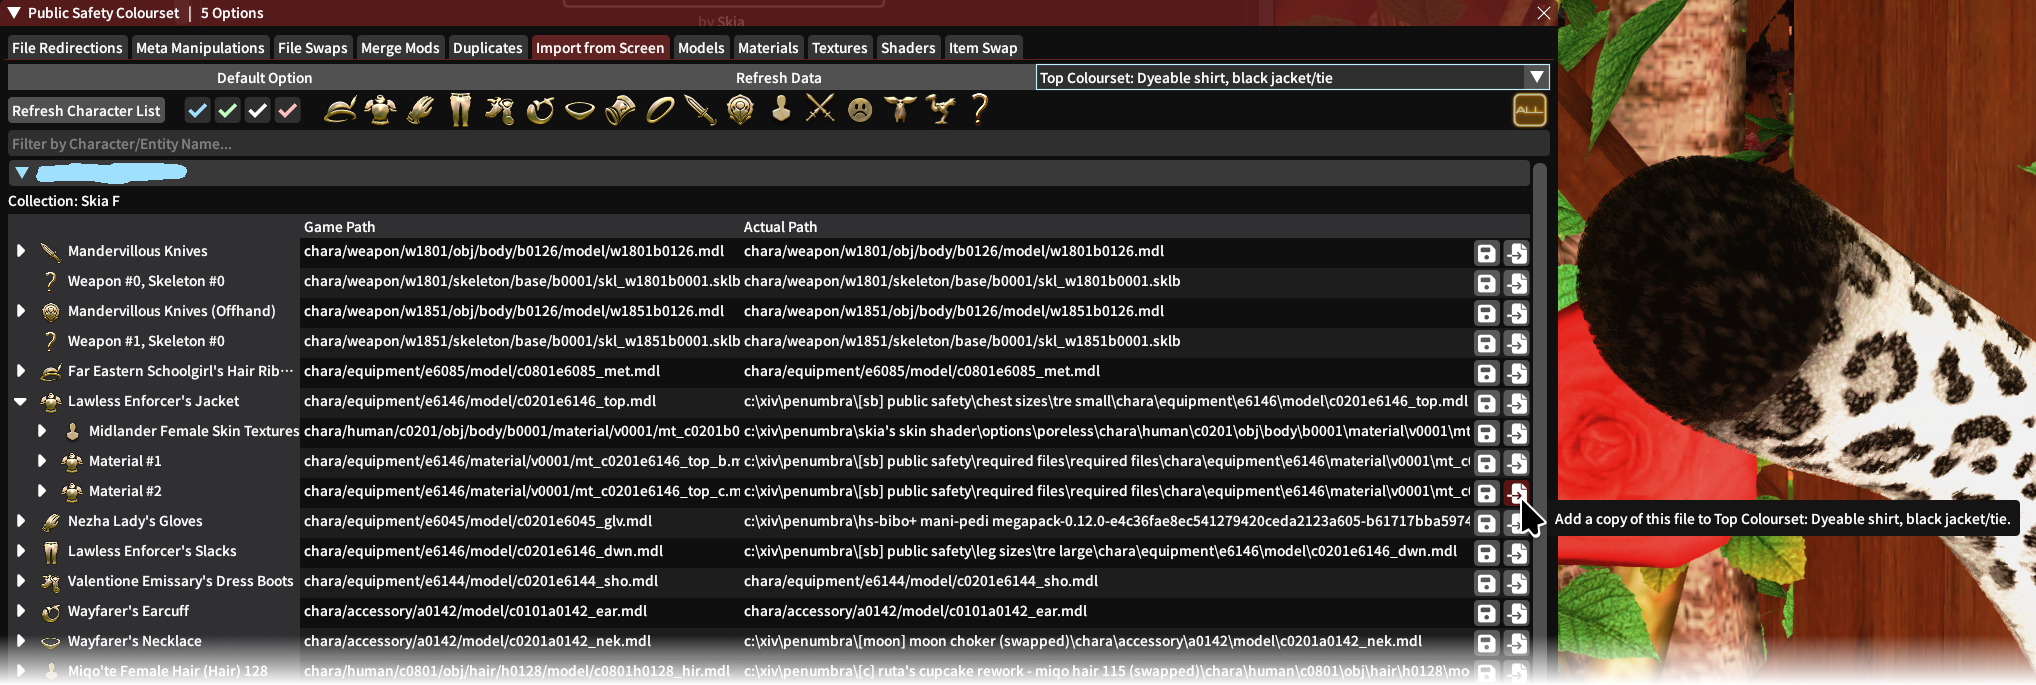 Public Safety Colourset | 5 Options
by Skia
File Redirections Meta Manipulations File Swaps Merge Mods Duplicates Import from Screen Models Materials Textures Shaders Item Swap
Default Option Refresh Data Top Colourset: Dyeable shirt, black jacket/tie
Refresh Character List ALL
Filter by Character/Entity Name...
Collection: Skia F
Game Path Actual Path
Mandervillous Knives chara/weapon/w1801/obj/body/b0126/model/w1801b0126.mdl chara/weapon/w1801/obj/body/b0126/model/w1801b0126.mdl
Weapon #0, Skeleton #0 chara/weapon/w1801/skeleton/base/b0001/skl_w1801b0001.sklb chara/weapon/w1801/skeleton/base/b0001/skl_w1801b0001.sklb
Mandervillous Knives (Offhand) chara/weapon/w1851/obj/body/b0126/model/w1851b0126.mdl chara/weapon/w1851/obj/body/b0126/model/w1851b0126.mdl
Weapon #1, Skeleton #0 chara/weapon/w1851/skeleton/base/b0001/skl_w1851b0001.sklb chara/weapon/w1851/skeleton/base/b0001/skl_w1851b0001.sklb
Far Eastern Schoolgirl's Hair Rib... chara/equipment/e6085/model/c0801e6085_met.mdl chara/equipment/e6085/model/c0801e6085_met.mdl
Lawless Enforcer's Jacket chara/equipment/e6146/model/c0201e6146_top.mdl c:\xiv\penumbra\[sb] public safety\chest sizes\tre small\chara\equipment\e6146\model\c0201e6146_top.mdl
Midlander Female Skin Textures chara/human/c0201/obj/body/b0001/material/v0001/mt_c0201b0 c:\xiv\penumbra\skia's skin shader\options\poreless\chara\human\c0201\obj\body\b0001\material\v0001\mt
Material #1 chara/equipment/e6146/material/v0001/mt_c0201e6146_top_b.m c:\xiv\penumbra\[sb] public safety\required files\required files\chara\equipment\e6146\material\v0001\mt_c
Material #2 chara/equipment/e6146/material/v0001/mt_c0201e6146_top_c.m c:\xiv\penumbra\[sb] public safety\required files\required files\chara\equipment\e6146\material\v0001\mt_c
Nezha Lady's Gloves chara/equipment/e6045/model/c0201e6045_glv.mdl c:\xiv\penumbra\hs-bibo+ mani-pedi megapack-0.12.0-e4c36fae8ec541279420ceda2123a605-b61717bba5974
Add a copy of this file to Top Colourset: Dyeable shirt, black jacket/tie.
Lawless Enforcer's Slacks chara/equipment/e6146/model/c0201e6146_dwn.mdl c:\xiv\penumbra\[sb] public safety\leg sizes\tre large\chara\equipment\e6146\model\c0201e6146_dwn.mdl
Valentione Emissary's Dress Boots chara/equipment/e6144/model/c0201e6144_sho.mdl chara/equipment/e6144/model/c0201e6144_sho.mdl
Wayfarer's Earcuff chara/accessory/a0142/model/c0101a0142_ear.mdl chara/accessory/a0142/model/c0101a0142_ear.mdl
Wayfarer's Necklace chara/accessory/a0142/model/c0201a0142_nek.mdl c:\xiv\penumbra\[moon] moon choker (swapped)\chara\accessory\a0142\model\c0201a0142_nek.mdl
Miqo'te Female Hair (Hair) 128 chara/human/c0801/obj/hair/h0128/model/c0801h0128_hir.mdl c:\xiv\penumbra\[c] ruta's cupcake rework - miqo hair 115 (swapped)\chara\human\c0801\obj\hair\h0128\mo